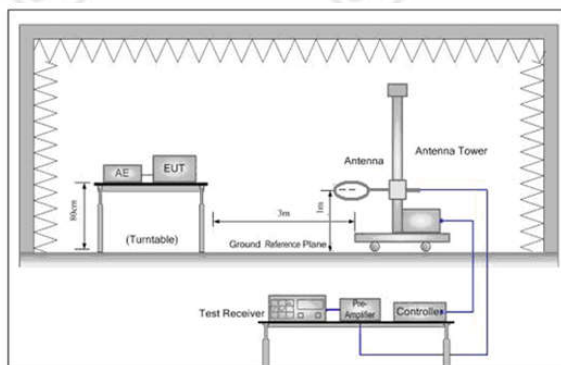 Antenna Tower
Antenna
AE
EUT
80cm
3m
1m
(Turntable)
Ground Reference Plane
Test Receiver
Pre-
Amplifier
Controller